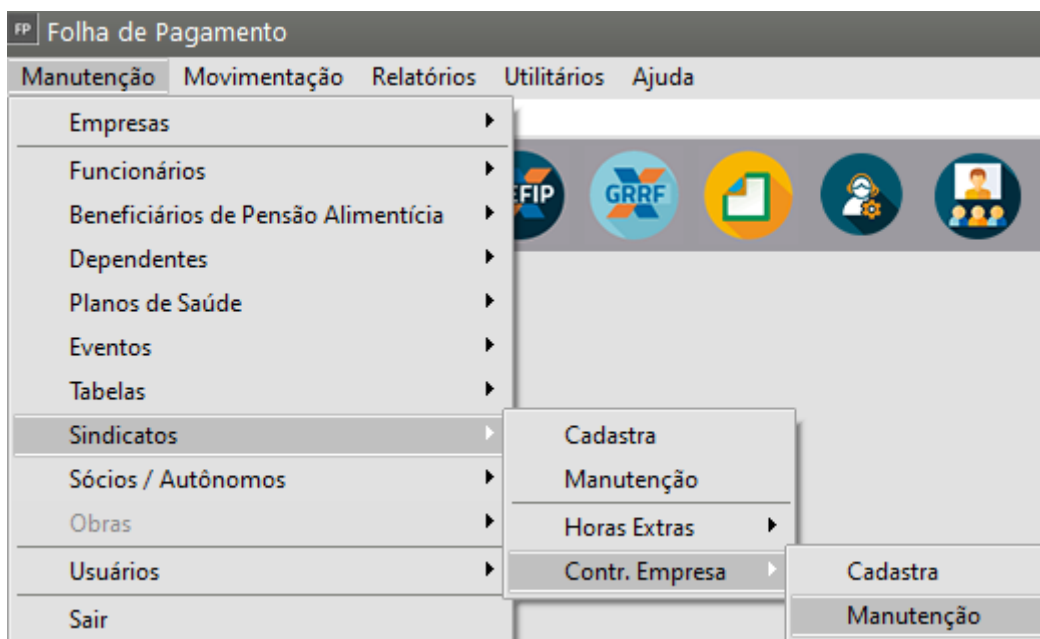 FP Folha de Pagamento
Manutenção Movimentação Relatórios Utilitários Ajuda
Empresas
Funcionários
Beneficiários de Pensão Alimentícia
Dependentes
Planos de Saúde
Eventos
Tabelas
Sindicatos
Sócios / Autônomos
Obras
Usuários
Sair
GRRF
Cadastra
Manutenção
Horas Extras
Contr. Empresa
Cadastra
Manutenção